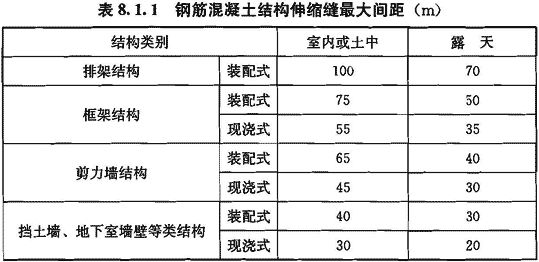 表 8.1.1 钢筋混凝土结构伸缩缝最大间距（m）
结构类别 室内或土中 露 天
排架结构 装配式 100 70
框架结构 装配式 75 50
现浇式 55 35
剪力墙结构 装配式 65 40
现浇式 45 30
挡土墙、地下室墙壁等类结构 装配式 40 30
现浇式 30 20